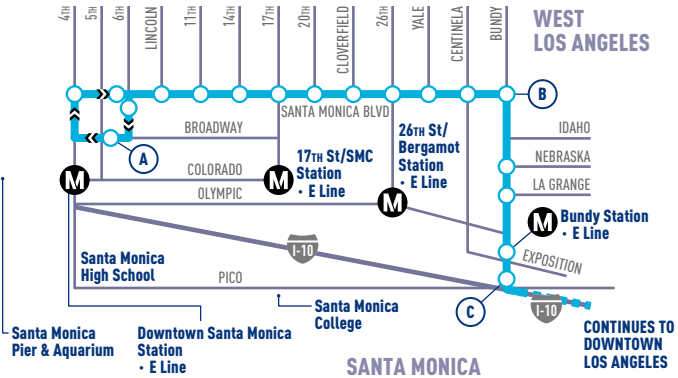 4TH
5TH
6TH
LINCOLN
11TH
14TH
17TH
20TH
CLOVERFIELD
26TH
YALE
CENTINELA
BUNDY
WEST
LOS ANGELES
B
SANTA MONICA BLVD
BROADWAY
A
IDAHO
NEBRASKA
LA GRANGE
COLORADO
OLYMPIC
M
M
17TH St/SMC
Station
· E Line
26TH St/
Bergamot
Station
· E Line
M
M
Bundy Station
· E Line
EXPOSITION
I-10
Santa Monica
High School
PICO
C
I-10
Santa Monica
College
Santa Monica
Pier & Aquarium
Downtown Santa Monica
Station
· E Line
CONTINUES TO
DOWNTOWN
LOS ANGELES
SANTA MONICA